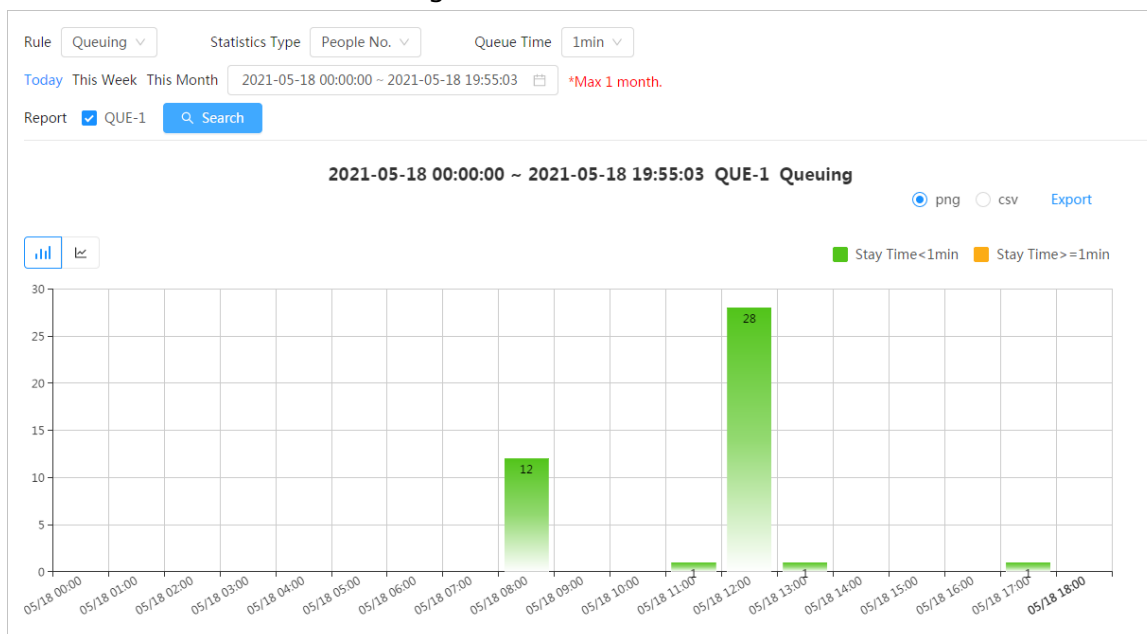 Rule Queuing Statistics Type People No. Queue Time 1min
Today This Week This Month 2021-05-18 00:00:00 ~ 2021-05-18 19:55:03 *Max 1 month.
Report QUE-1 Search
2021-05-18 00:00:00 ~ 2021-05-18 19:55:03 QUE-1 Queuing
png csv Export
Stay Time<1min Stay Time>=1min
30
25
20
15
10
5
0
12
1
28
1
1
05/18 00:00 05/18 01:00 05/18 02:00 05/18 03:00 05/18 04:00 05/18 05:00 05/18 06:00 05/18 07:00 05/18 08:00 05/18 09:00 05/18 10:00 05/18 11:00 05/18 12:00 05/18 13:00 05/18 14:00 05/18 15:00 05/18 16:00 05/18 17:00 05/18 18:00